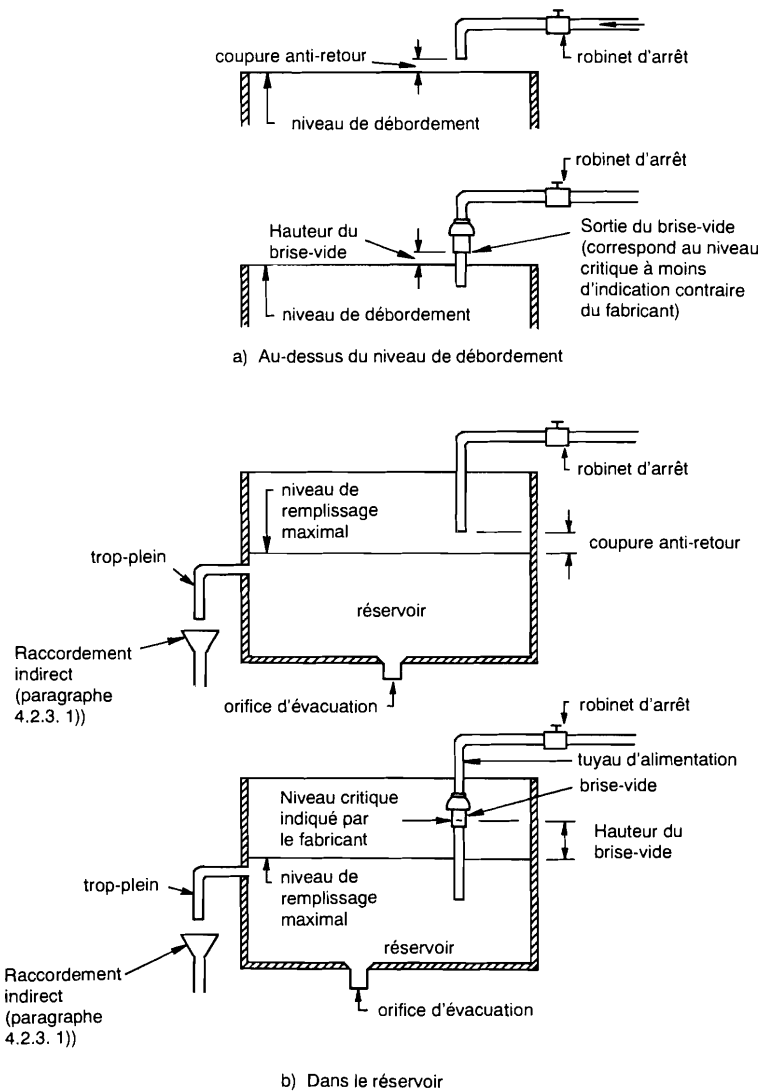 coupure anti-retour
robinet d'arrêt
niveau de débordement
robinet d'arrêt
Hauteur du
brise-vide
Sortie du brise-vide
(correspond au niveau
critique à moins
d'indication contraire
du fabricant)
niveau de débordement
a) Au-dessus du niveau de débordement
robinet d'arrêt
niveau de
remplissage
maximal
coupure anti-retour
trop-plein
réservoir
Raccordement
indirect
(paragraphe
4.2.3. 1))
orifice d'évacuation
robinet d'arrêt
tuyau d'alimentation
brise-vide
Niveau critique
indiqué par
le fabricant
Hauteur du
brise-vide
trop-plein
niveau de
remplissage
maximal
réservoir
Raccordement
indirect
(paragraphe
4.2.3. 1))
orifice d'évacuation
b) Dans le réservoir